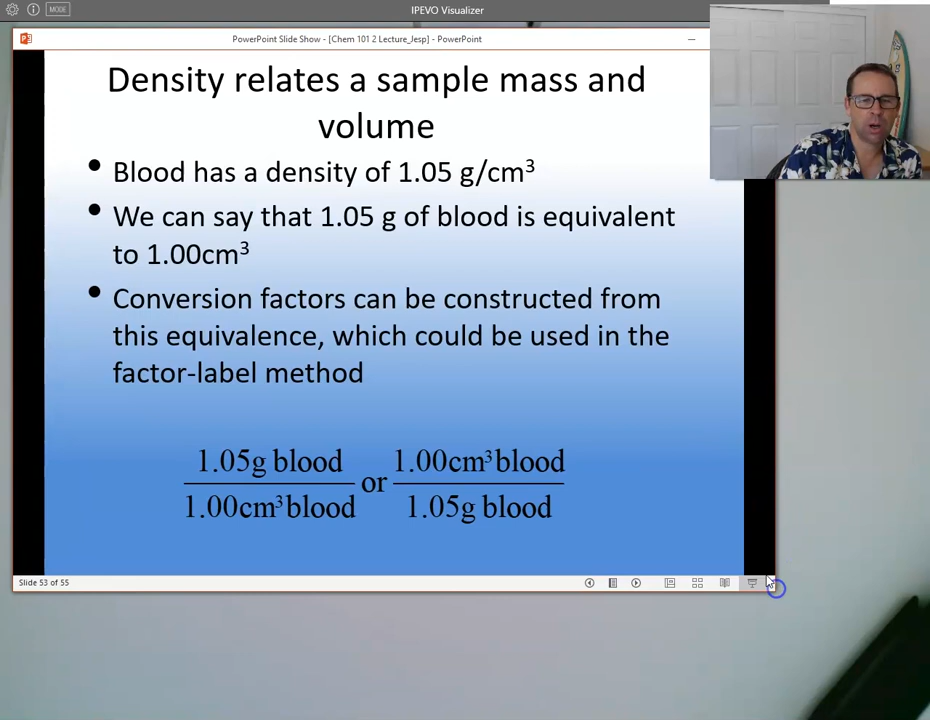 MODE
IPEVO Visualizer
PowerPoint Slide Show - [Chem 101 2 Lecture_Jesp] - PowerPoint
Density relates a sample mass and
volume
• Blood has a density of 1.05 g/cm³
• We can say that 1.05 g of blood is equivalent
to 1.00cm³
• Conversion factors can be constructed from
this equivalence, which could be used in the
factor-label method
1.05g blood
1.00cm³blood
or
1.00cm³blood
1.05g blood
Slide 53 of 55